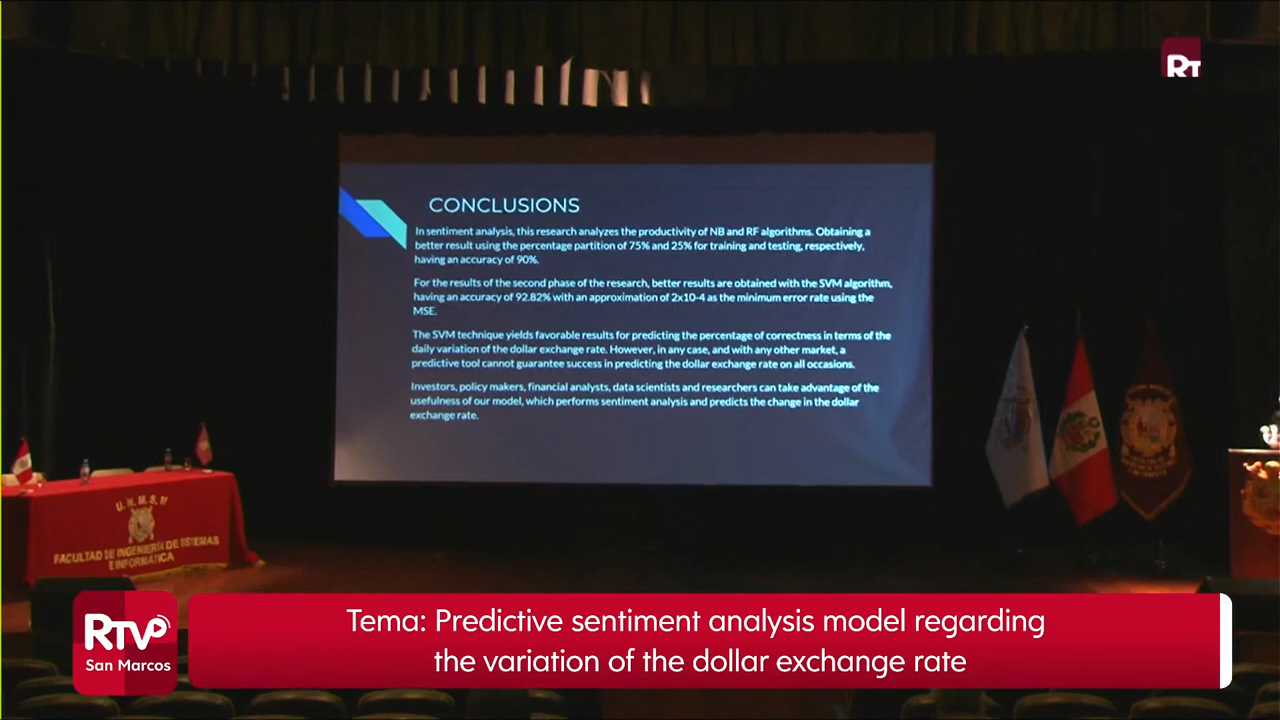 RT
CONCLUSIONS
In sentiment analysis, this research analyzes the productivity of NB and RF algorithms. Obtaining a
better result using the percentage partition of 75% and 25% for training and testing, respectively,
having an accuracy of 90%.
For the results of the second phase of the research, better results are obtained with the SVM algorithm,
having an accuracy of 92.82% with an approximation of 2x10-4 as the minimum error rate using the
MSE.
The SVM technique yields favorable results for predicting the percentage of correctness in terms of the
daily variation of the dollar exchange rate. However, in any case, and with any other market, a
predictive tool cannot guarantee success in predicting the dollar exchange rate on all occasions.
Investors, policy makers, financial analysts, data scientists and researchers can take advantage of the
usefulness of our model, which performs sentiment analysis and predicts the change in the dollar
exchange rate.
U.N.M.S.M
FACULTAD DE INGENIERÍA DE SISTEMAS
E INFORMÁTICA
RTV
San Marcos
Tema: Predictive sentiment analysis model regarding
the variation of the dollar exchange rate